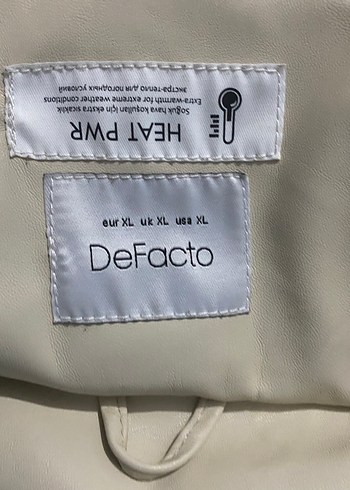 HEAT PWR
Soğuk hava koşulları için ekstra sıcaklık
Extra-warmth for extreme weather conditions
экстра-тепло для погодных условий
eur XL uk XL usa XL
DeFacto